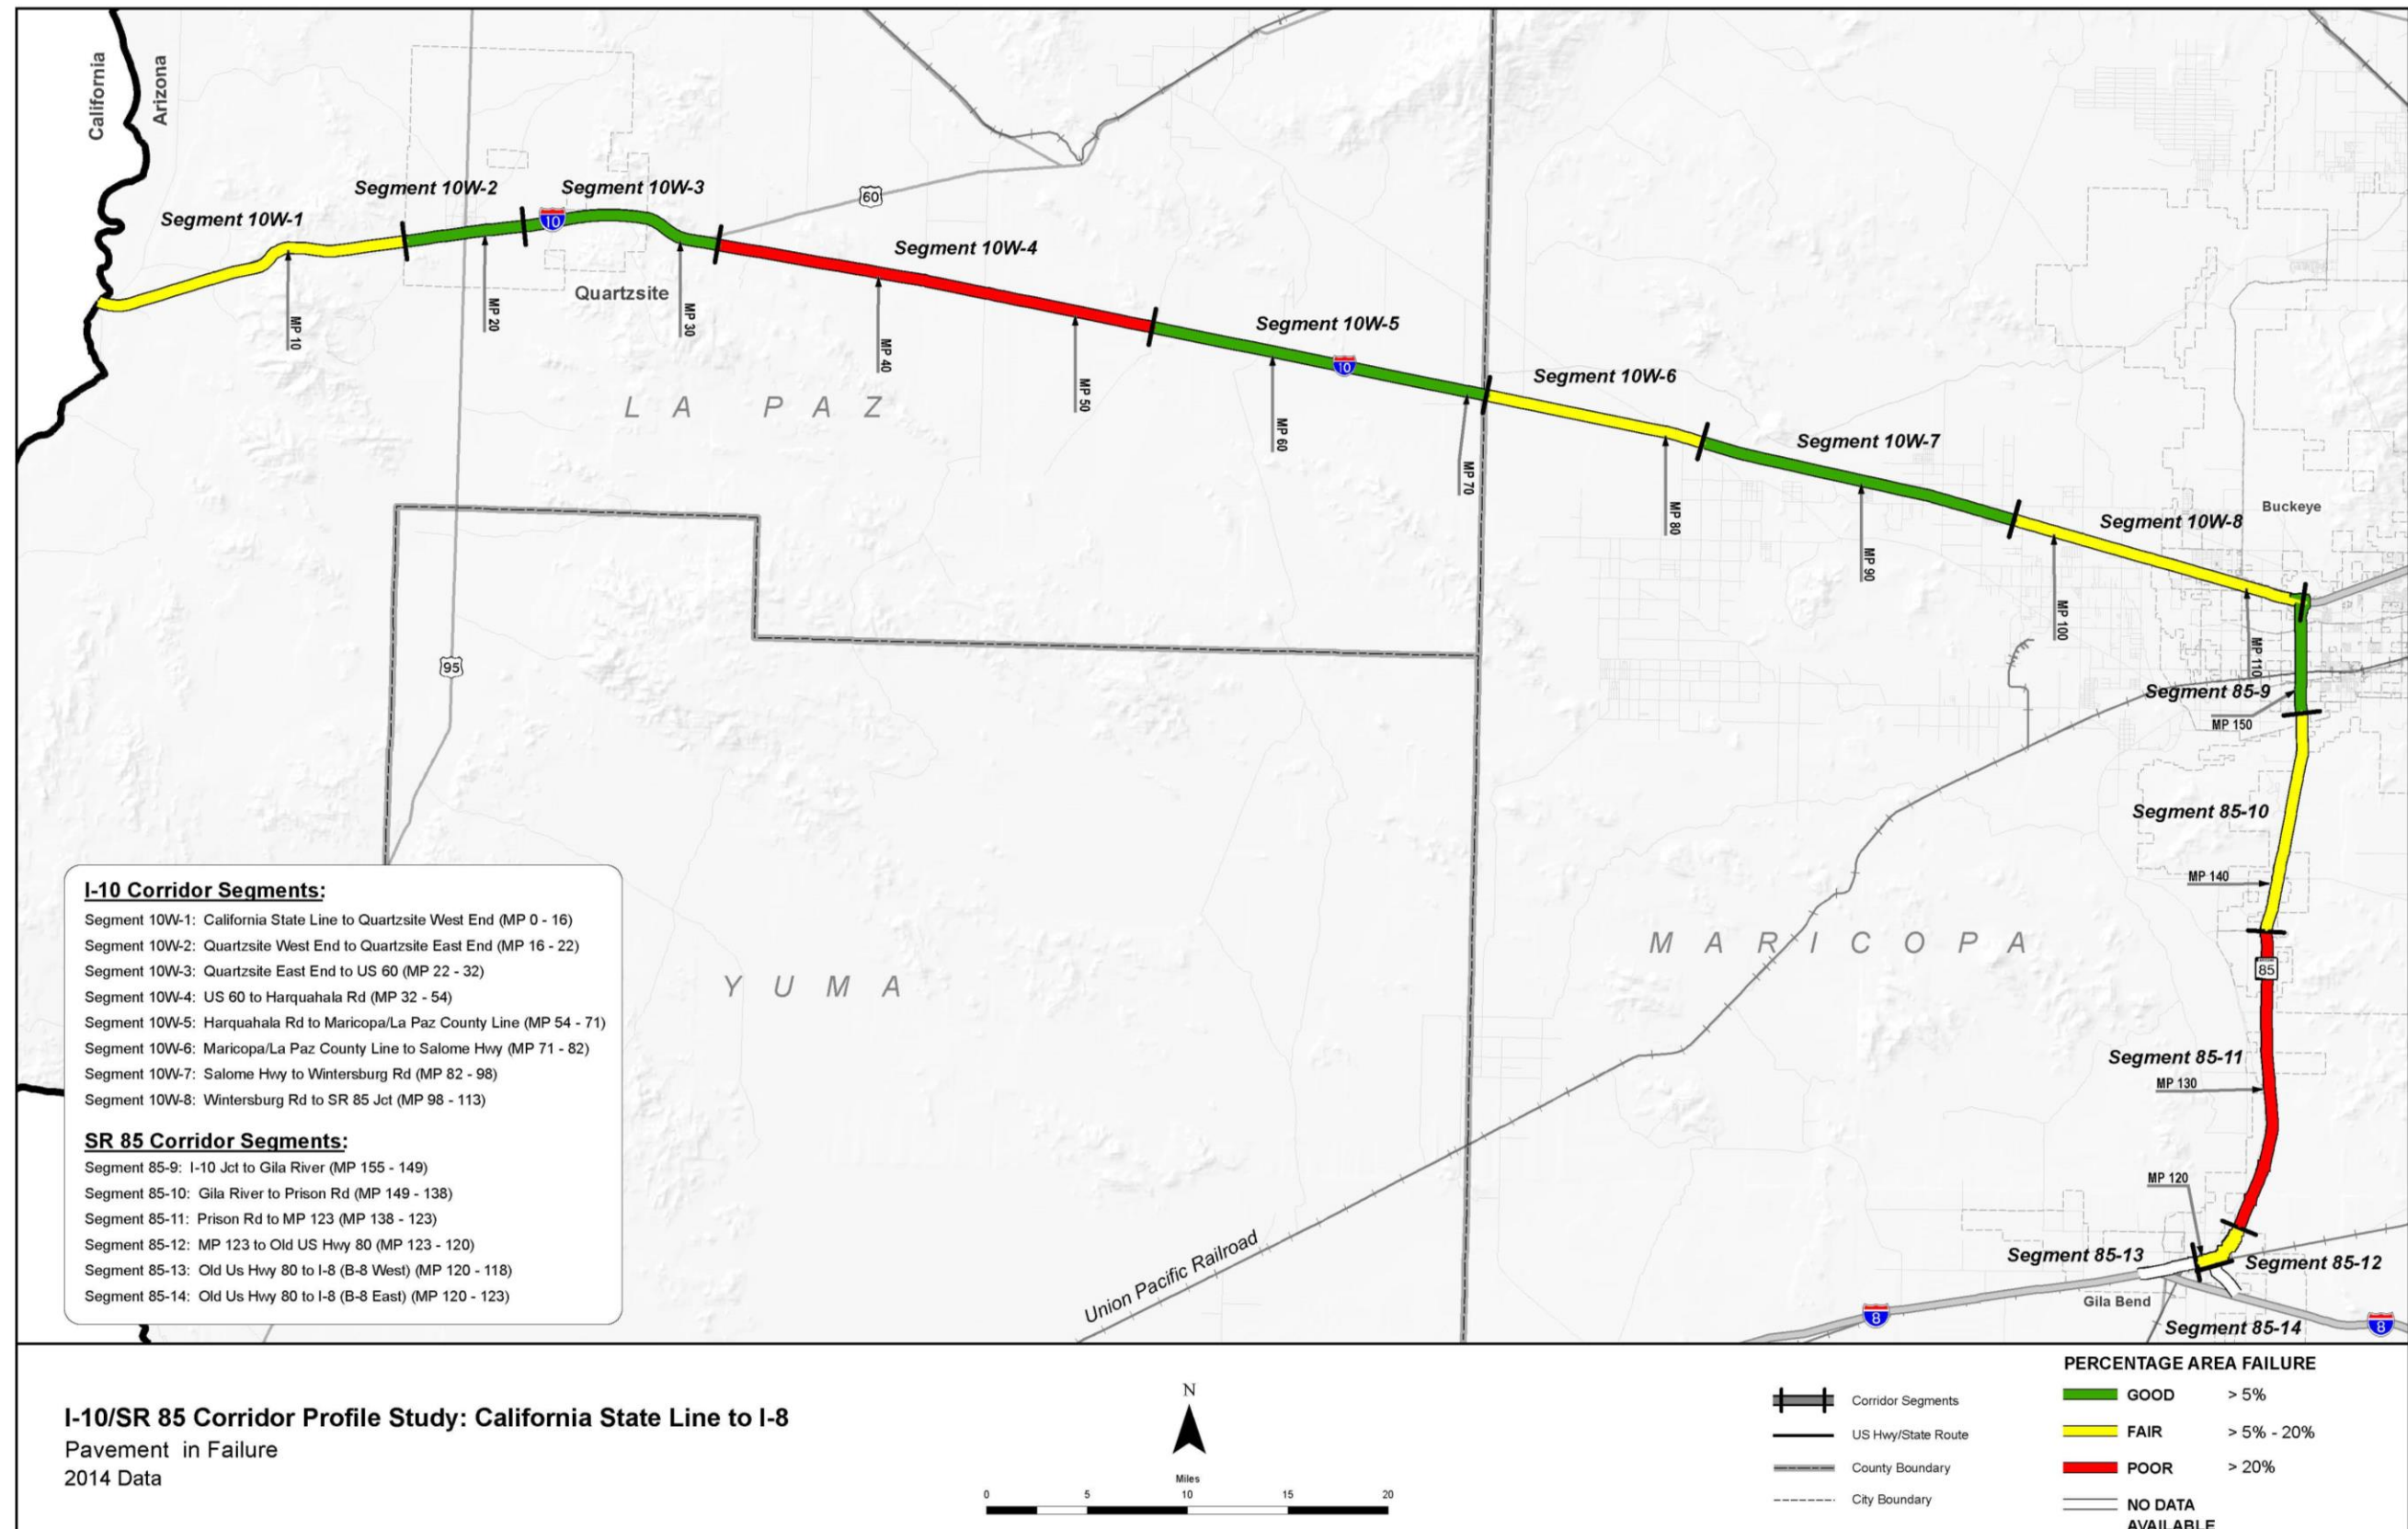 California
Arizona
Segment 10W-1
Segment 10W-2
Segment 10W-3
10
60
Segment 10W-4
Quartzsite
MP 10
MP 20
MP 30
MP 40
MP 50
Segment 10W-5
10
MP 60
MP 70
LA PAZ
Segment 10W-6
MP 80
Segment 10W-7
MP 90
Segment 10W-8
MP 100
Buckeye
MP 110
95
Segment 85-9
MP 150
Segment 85-10
MP 140
MARICOPA
YUMA
85
Segment 85-11
MP 130
MP 120
Segment 85-13
Segment 85-12
Gila Bend
Segment 85-14
8
8
Union Pacific Railroad
I-10 Corridor Segments:
Segment 10W-1: California State Line to Quartzsite West End (MP 0 - 16)
Segment 10W-2: Quartzsite West End to Quartzsite East End (MP 16 - 22)
Segment 10W-3: Quartzsite East End to US 60 (MP 22 - 32)
Segment 10W-4: US 60 to Harquahala Rd (MP 32 - 54)
Segment 10W-5: Harquahala Rd to Maricopa/La Paz County Line (MP 54 - 71)
Segment 10W-6: Maricopa/La Paz County Line to Salome Hwy (MP 71 - 82)
Segment 10W-7: Salome Hwy to Wintersburg Rd (MP 82 - 98)
Segment 10W-8: Wintersburg Rd to SR 85 Jct (MP 98 - 113)
SR 85 Corridor Segments:
Segment 85-9: I-10 Jct to Gila River (MP 155 - 149)
Segment 85-10: Gila River to Prison Rd (MP 149 - 138)
Segment 85-11: Prison Rd to MP 123 (MP 138 - 123)
Segment 85-12: MP 123 to Old US Hwy 80 (MP 123 - 120)
Segment 85-13: Old Us Hwy 80 to I-8 (B-8 West) (MP 120 - 118)
Segment 85-14: Old Us Hwy 80 to I-8 (B-8 East) (MP 120 - 123)
I-10/SR 85 Corridor Profile Study: California State Line to I-8
Pavement in Failure
2014 Data
N
Miles
0 5 10 15 20
Corridor Segments
US Hwy/State Route
County Boundary
City Boundary
PERCENTAGE AREA FAILURE
GOOD > 5%
FAIR > 5% - 20%
POOR > 20%
NO DATA
AVAILABLE